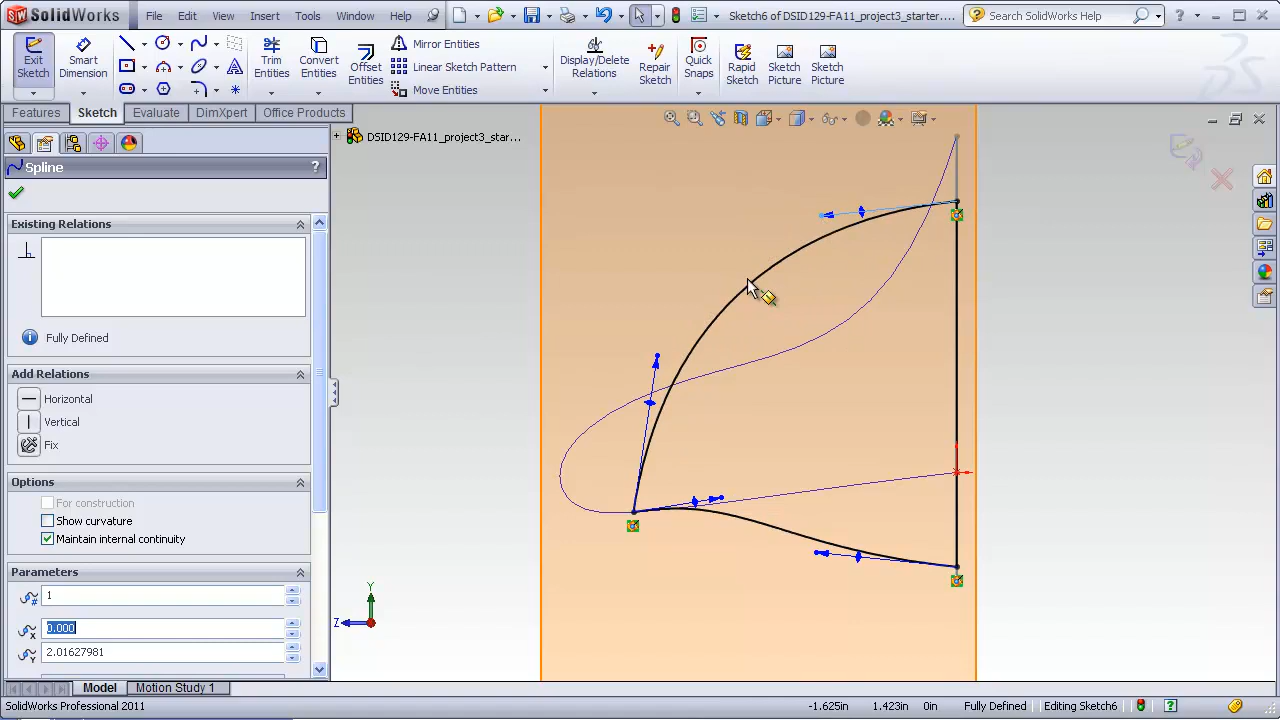 SolidWorks File Edit View Insert Tools Window Help Sketch6 of DSID129-FA11_project3_starter.... Search SolidWorks Help ?
Exit Sketch
Smart Dimension
Trim Entities
Convert Entities
Offset Entities
Mirror Entities
Linear Sketch Pattern
Move Entities
Display/Delete Relations
Repair Sketch
Quick Snaps
Rapid Sketch
Sketch Picture
Sketch Picture
Features Sketch Evaluate DimXpert Office Products
DSID129-FA11_project3_star...
Spline ?
Existing Relations
Fully Defined
Add Relations
Horizontal
Vertical
Fix
Options
For construction
Show curvature
Maintain internal continuity
Parameters
1
0.000
2.01627981
Y
Z
Model Motion Study 1
SolidWorks Professional 2011 -1.625in 1.423in 0in Fully Defined Editing Sketch6 ?